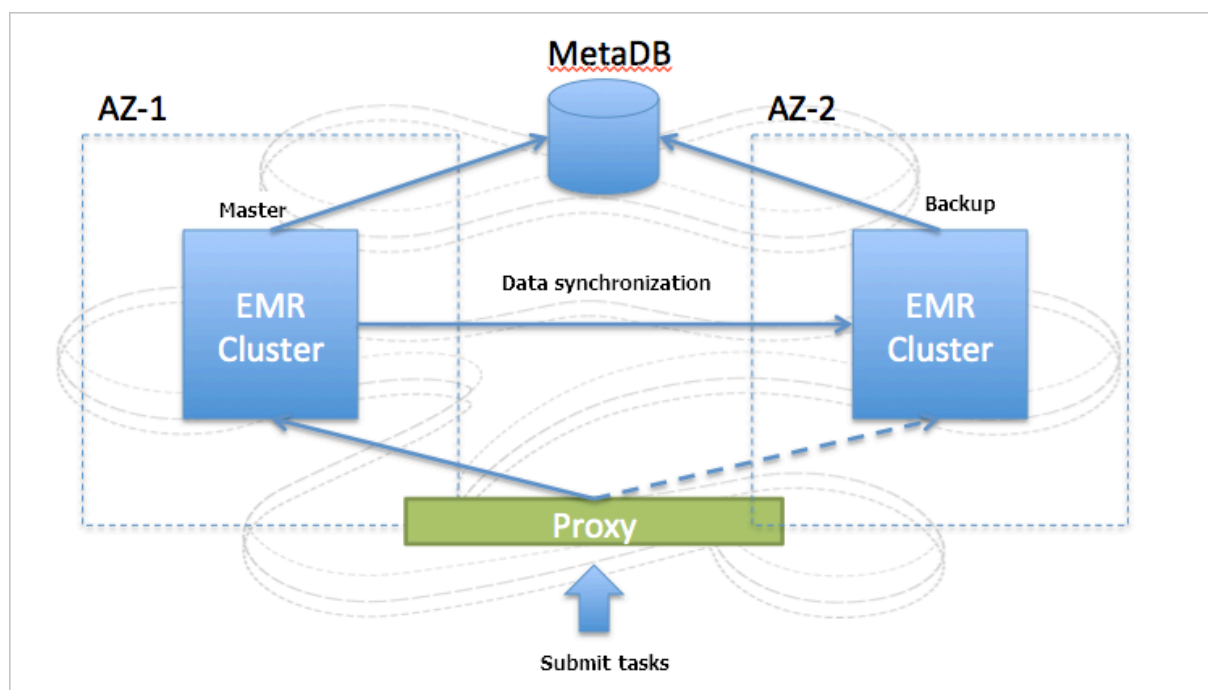 MetaDB
AZ-1
AZ-2
Master
Backup
Data synchronization
EMR
Cluster
EMR
Cluster
Proxy
Submit tasks